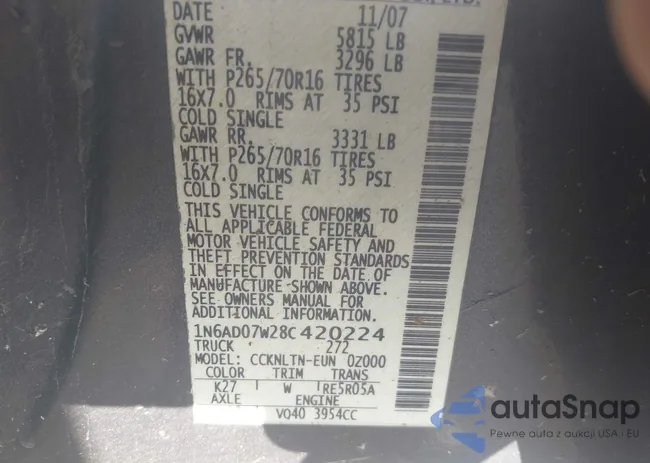 DATE 11/07
GVWR 5815 LB
GAWR FR. 3296 LB
WITH P265/70R16 TIRES
16X7.0 RIMS AT 35 PSI
COLD SINGLE
GAWR RR. 3331 LB
WITH P265/70R16 TIRES
16X7.0 RIMS AT 35 PSI
COLD SINGLE
THIS VEHICLE CONFORMS TO
ALL APPLICABLE FEDERAL
MOTOR VEHICLE SAFETY AND
THEFT PREVENTION STANDARDS
IN EFFECT ON THE DATE OF
MANUFACTURE SHOWN ABOVE.
SEE OWNERS MANUAL FOR
ADDITIONAL INFORMATION.
1N6AD07W28C420224
TRUCK 272
MODEL: CCKNLTN-EUN 0Z000
COLOR TRIM TRANS
K27 W RE5R05A
AXLE ENGINE
VQ40 3954CC
autoSnap
Pewne auta z aukcji USA i EU